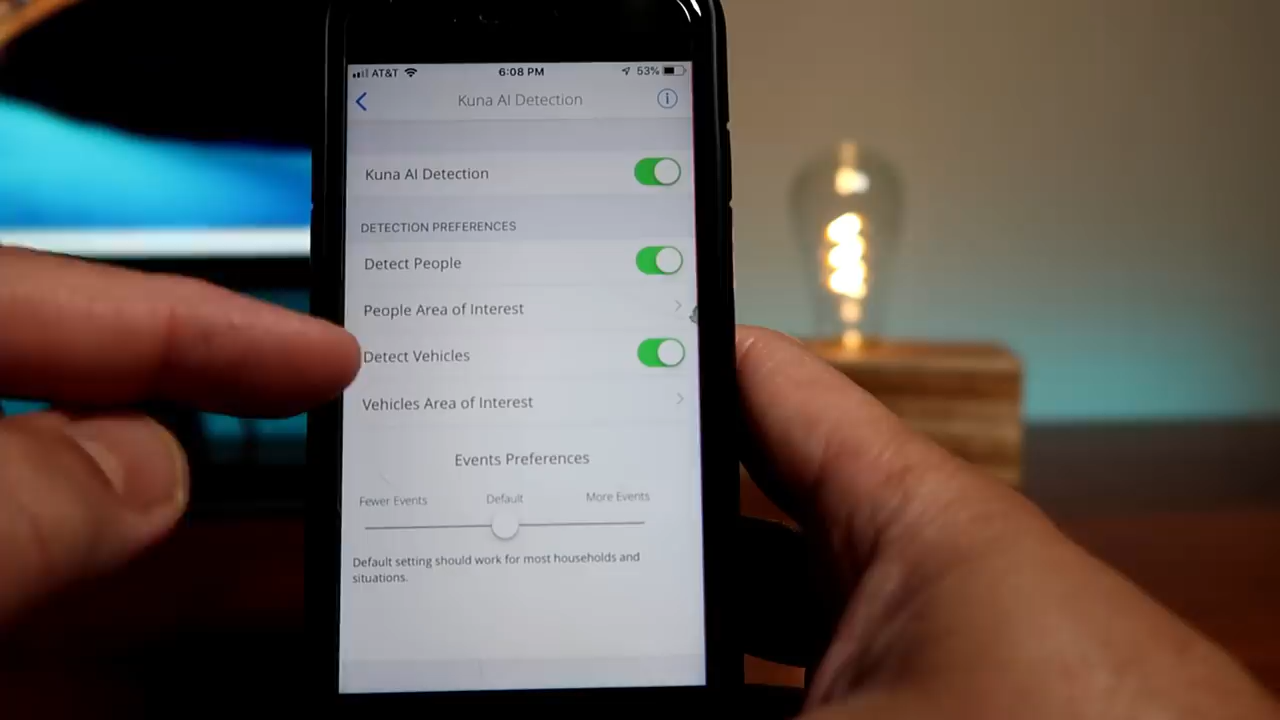 AT&T 6:08 PM 53%
Kuna AI Detection
Kuna AI Detection
DETECTION PREFERENCES
Detect People
People Area of Interest
Detect Vehicles
Vehicles Area of Interest
Events Preferences
Fewer Events Default More Events
Default setting should work for most households and
situations.